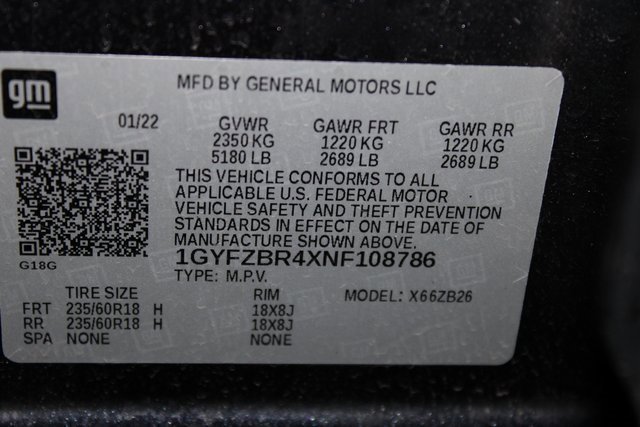 gm
MFD BY GENERAL MOTORS LLC
01/22 GVWR GAWR FRT GAWR RR
2350 KG 1220 KG 1220 KG
5180 LB 2689 LB 2689 LB
THIS VEHICLE CONFORMS TO ALL
APPLICABLE U.S. FEDERAL MOTOR
VEHICLE SAFETY AND THEFT PREVENTION
STANDARDS IN EFFECT ON THE DATE OF
MANUFACTURE SHOWN ABOVE.
G18G 1GYFZBR4XNF108786
TYPE: M.P.V.
TIRE SIZE RIM MODEL: X66ZB26
FRT 235/60R18 H 18X8J
RR 235/60R18 H 18X8J
SPA NONE NONE